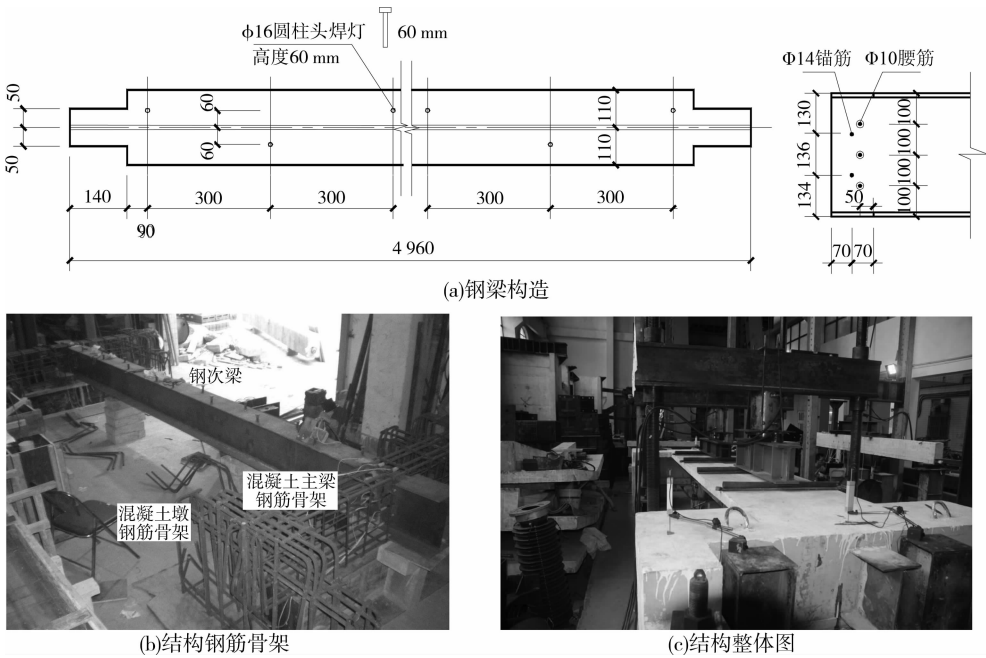 ϕ16圆柱头焊灯
高度60 mm
60 mm
50
50
60
60
110
110
140
300
300
300
300
90
4 960
Φ14锚筋
Φ10腰筋
130
136
134
100
100
100
100
50
70
70
(a)钢梁构造
钢次梁
混凝土主梁
钢筋骨架
混凝土墩
钢筋骨架
(b)结构钢筋骨架
(c)结构整体图